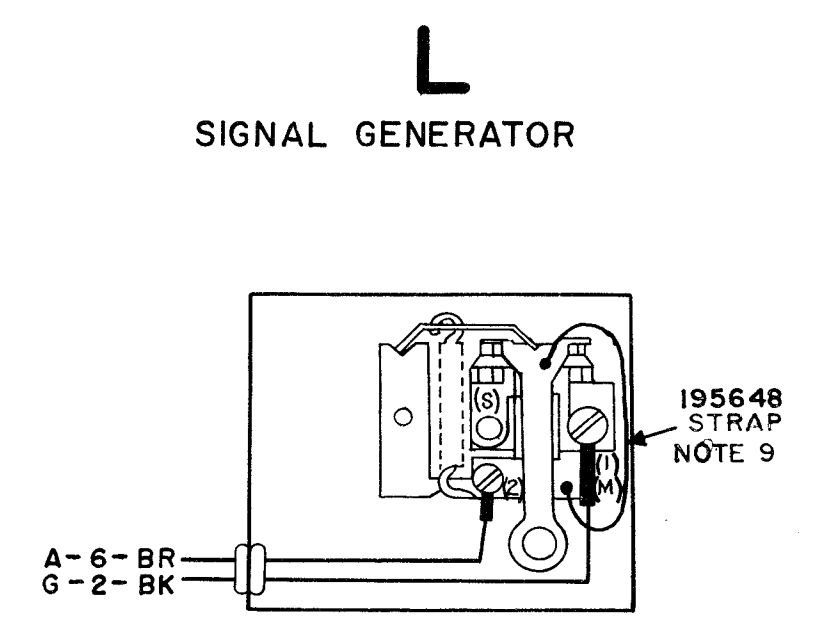 L
SIGNAL GENERATOR
195648
STRAP
NOTE 9
(S)
(1)
(2)
(M)
A-6-BR
G-2-BK